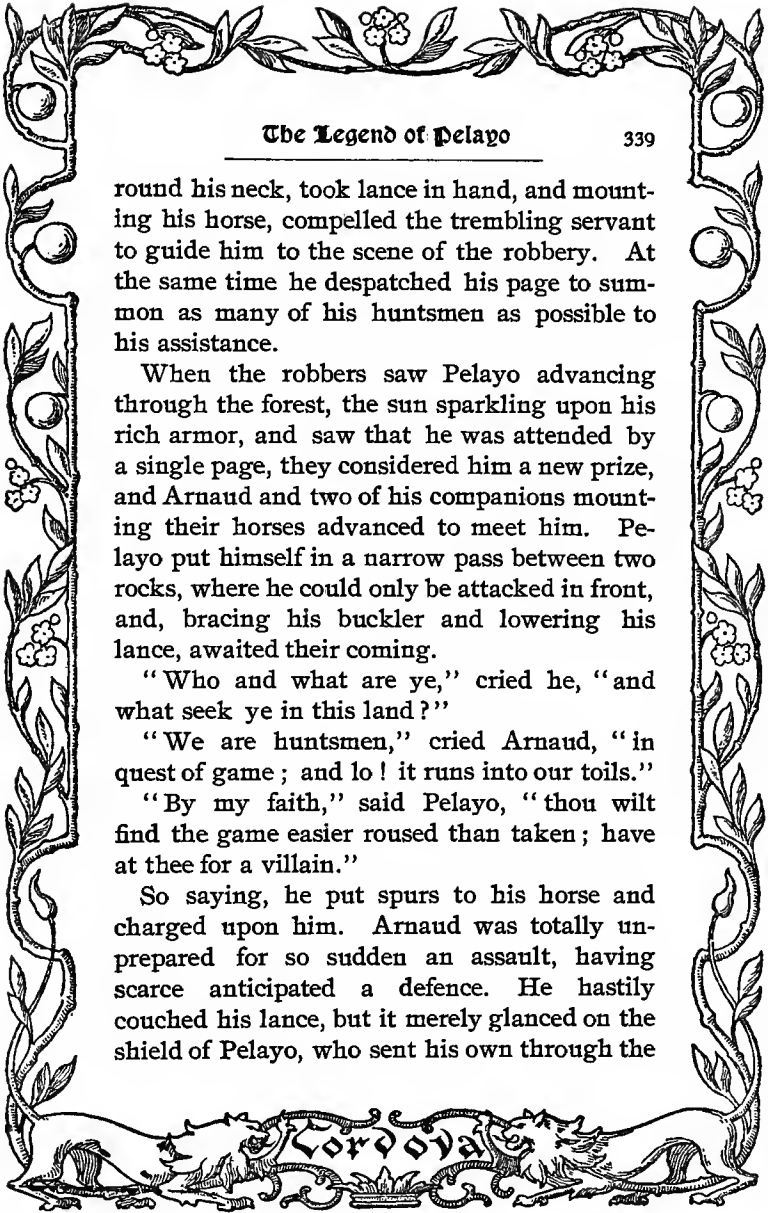 The Legend of Pelayo 339
round his neck, took lance in hand, and mount-
ing his horse, compelled the trembling servant
to guide him to the scene of the robbery. At
the same time he despatched his page to sum-
mon as many of his huntsmen as possible to
his assistance.
When the robbers saw Pelayo advancing
through the forest, the sun sparkling upon his
rich armor, and saw that he was attended by
a single page, they considered him a new prize,
and Arnaud and two of his companions mount-
ing their horses advanced to meet him. Pe-
layo put himself in a narrow pass between two
rocks, where he could only be attacked in front,
and, bracing his buckler and lowering his
lance, awaited their coming.
"Who and what are ye," cried he, "and
what seek ye in this land?"
"We are huntsmen," cried Arnaud, "in
quest of game; and lo! it runs into our toils."
"By my faith," said Pelayo, "thou wilt
find the game easier roused than taken; have
at thee for a villain."
So saying, he put spurs to his horse and
charged upon him. Arnaud was totally un-
prepared for so sudden an assault, having
scarce anticipated a defence. He hastily
couched his lance, but it merely glanced on the
shield of Pelayo, who sent his own through the
Cordova